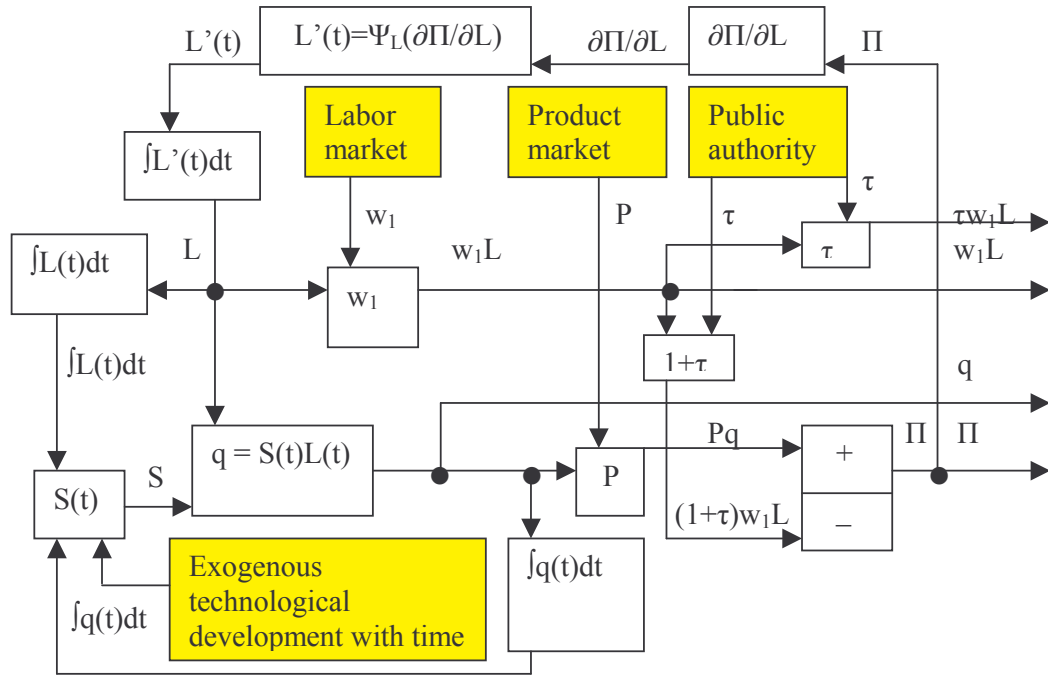 L’(t)
L’(t)=Ψ_L(∂Π/∂L)
∂Π/∂L
∂Π/∂L
Π
Labor
market
Product
market
Public
authority
∫L’(t)dt
w₁
P
τ
τ
τ
τw₁L
∫L(t)dt
L
w₁
w₁L
w₁L
∫L(t)dt
1+τ
q
q = S(t)L(t)
Pq
P
+
−
Π
Π
S(t)
S
(1+τ)w₁L
Exogenous
technological
development with time
∫q(t)dt
∫q(t)dt